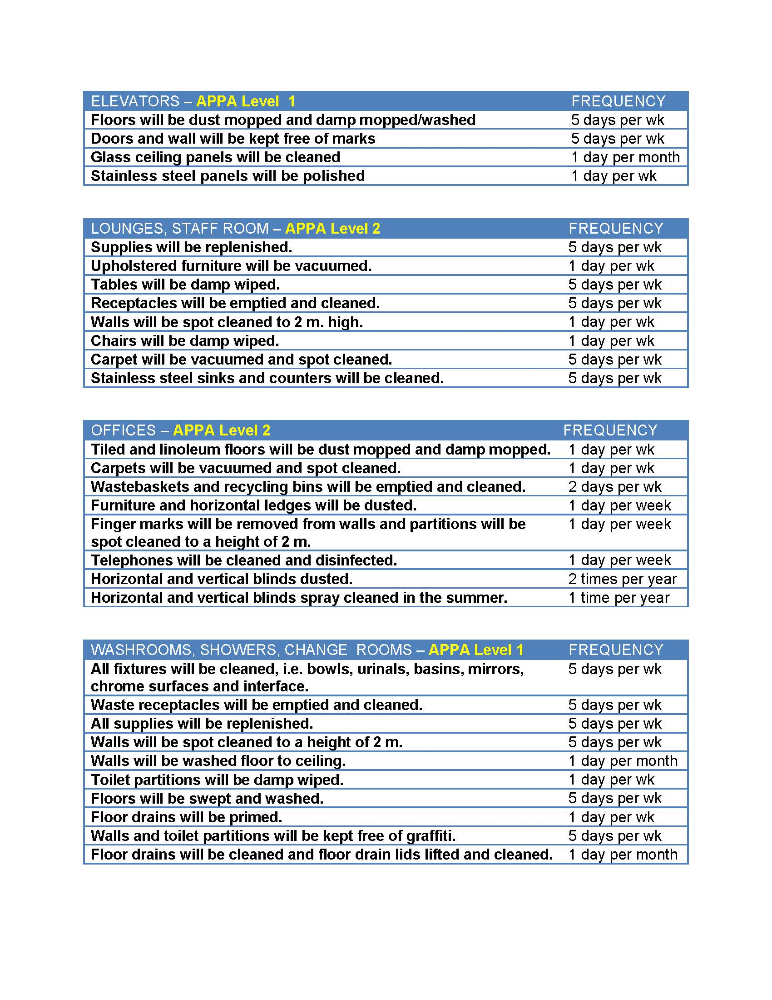 ELEVATORS – APPA Level  1 FREQUENCY
Floors will be dust mopped and damp mopped/washed 5 days per wk
Doors and wall will be kept free of marks 5 days per wk
Glass ceiling panels will be cleaned 1 day per month
Stainless steel panels will be polished 1 day per wk
LOUNGES, STAFF ROOM – APPA Level 2 FREQUENCY
Supplies will be replenished. 5 days per wk
Upholstered furniture will be vacuumed. 1 day per wk
Tables will be damp wiped. 5 days per wk
Receptacles will be emptied and cleaned. 5 days per wk
Walls will be spot cleaned to 2 m. high. 1 day per wk
Chairs will be damp wiped. 1 day per wk
Carpet will be vacuumed and spot cleaned. 5 days per wk
Stainless steel sinks and counters will be cleaned. 5 days per wk
OFFICES – APPA Level 2 FREQUENCY
Tiled and linoleum floors will be dust mopped and damp mopped. 1 day per wk
Carpets will be vacuumed and spot cleaned. 1 day per wk
Wastebaskets and recycling bins will be emptied and cleaned. 2 days per wk
Furniture and horizontal ledges will be dusted. 1 day per week
Finger marks will be removed from walls and partitions will be 1 day per week
spot cleaned to a height of 2 m.
Telephones will be cleaned and disinfected. 1 day per week
Horizontal and vertical blinds dusted. 2 times per year
Horizontal and vertical blinds spray cleaned in the summer. 1 time per year
WASHROOMS, SHOWERS, CHANGE  ROOMS – APPA Level 1 FREQUENCY
All fixtures will be cleaned, i.e. bowls, urinals, basins, mirrors, 5 days per wk
chrome surfaces and interface.
Waste receptacles will be emptied and cleaned. 5 days per wk
All supplies will be replenished. 5 days per wk
Walls will be spot cleaned to a height of 2 m. 5 days per wk
Walls will be washed floor to ceiling. 1 day per month
Toilet partitions will be damp wiped. 1 day per wk
Floors will be swept and washed. 5 days per wk
Floor drains will be primed. 1 day per wk
Walls and toilet partitions will be kept free of graffiti. 5 days per wk
Floor drains will be cleaned and floor drain lids lifted and cleaned. 1 day per month